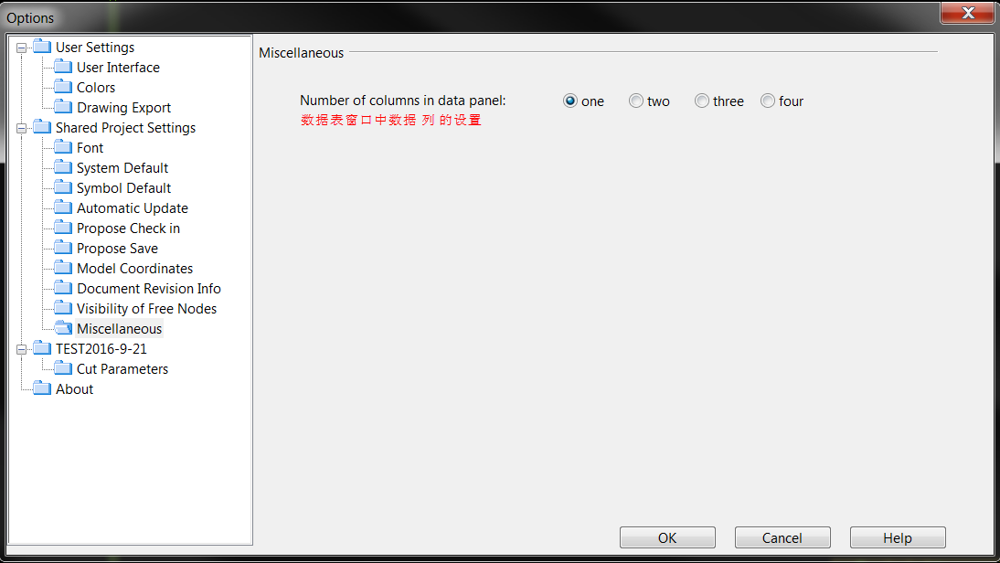 Options
User Settings
User Interface
Colors
Drawing Export
Shared Project Settings
Font
System Default
Symbol Default
Automatic Update
Propose Check in
Propose Save
Model Coordinates
Document Revision Info
Visibility of Free Nodes
Miscellaneous
TEST2016-9-21
Cut Parameters
About
Miscellaneous
Number of columns in data panel: one two three four
数据表窗口中数据 列 的设置
OK Cancel Help